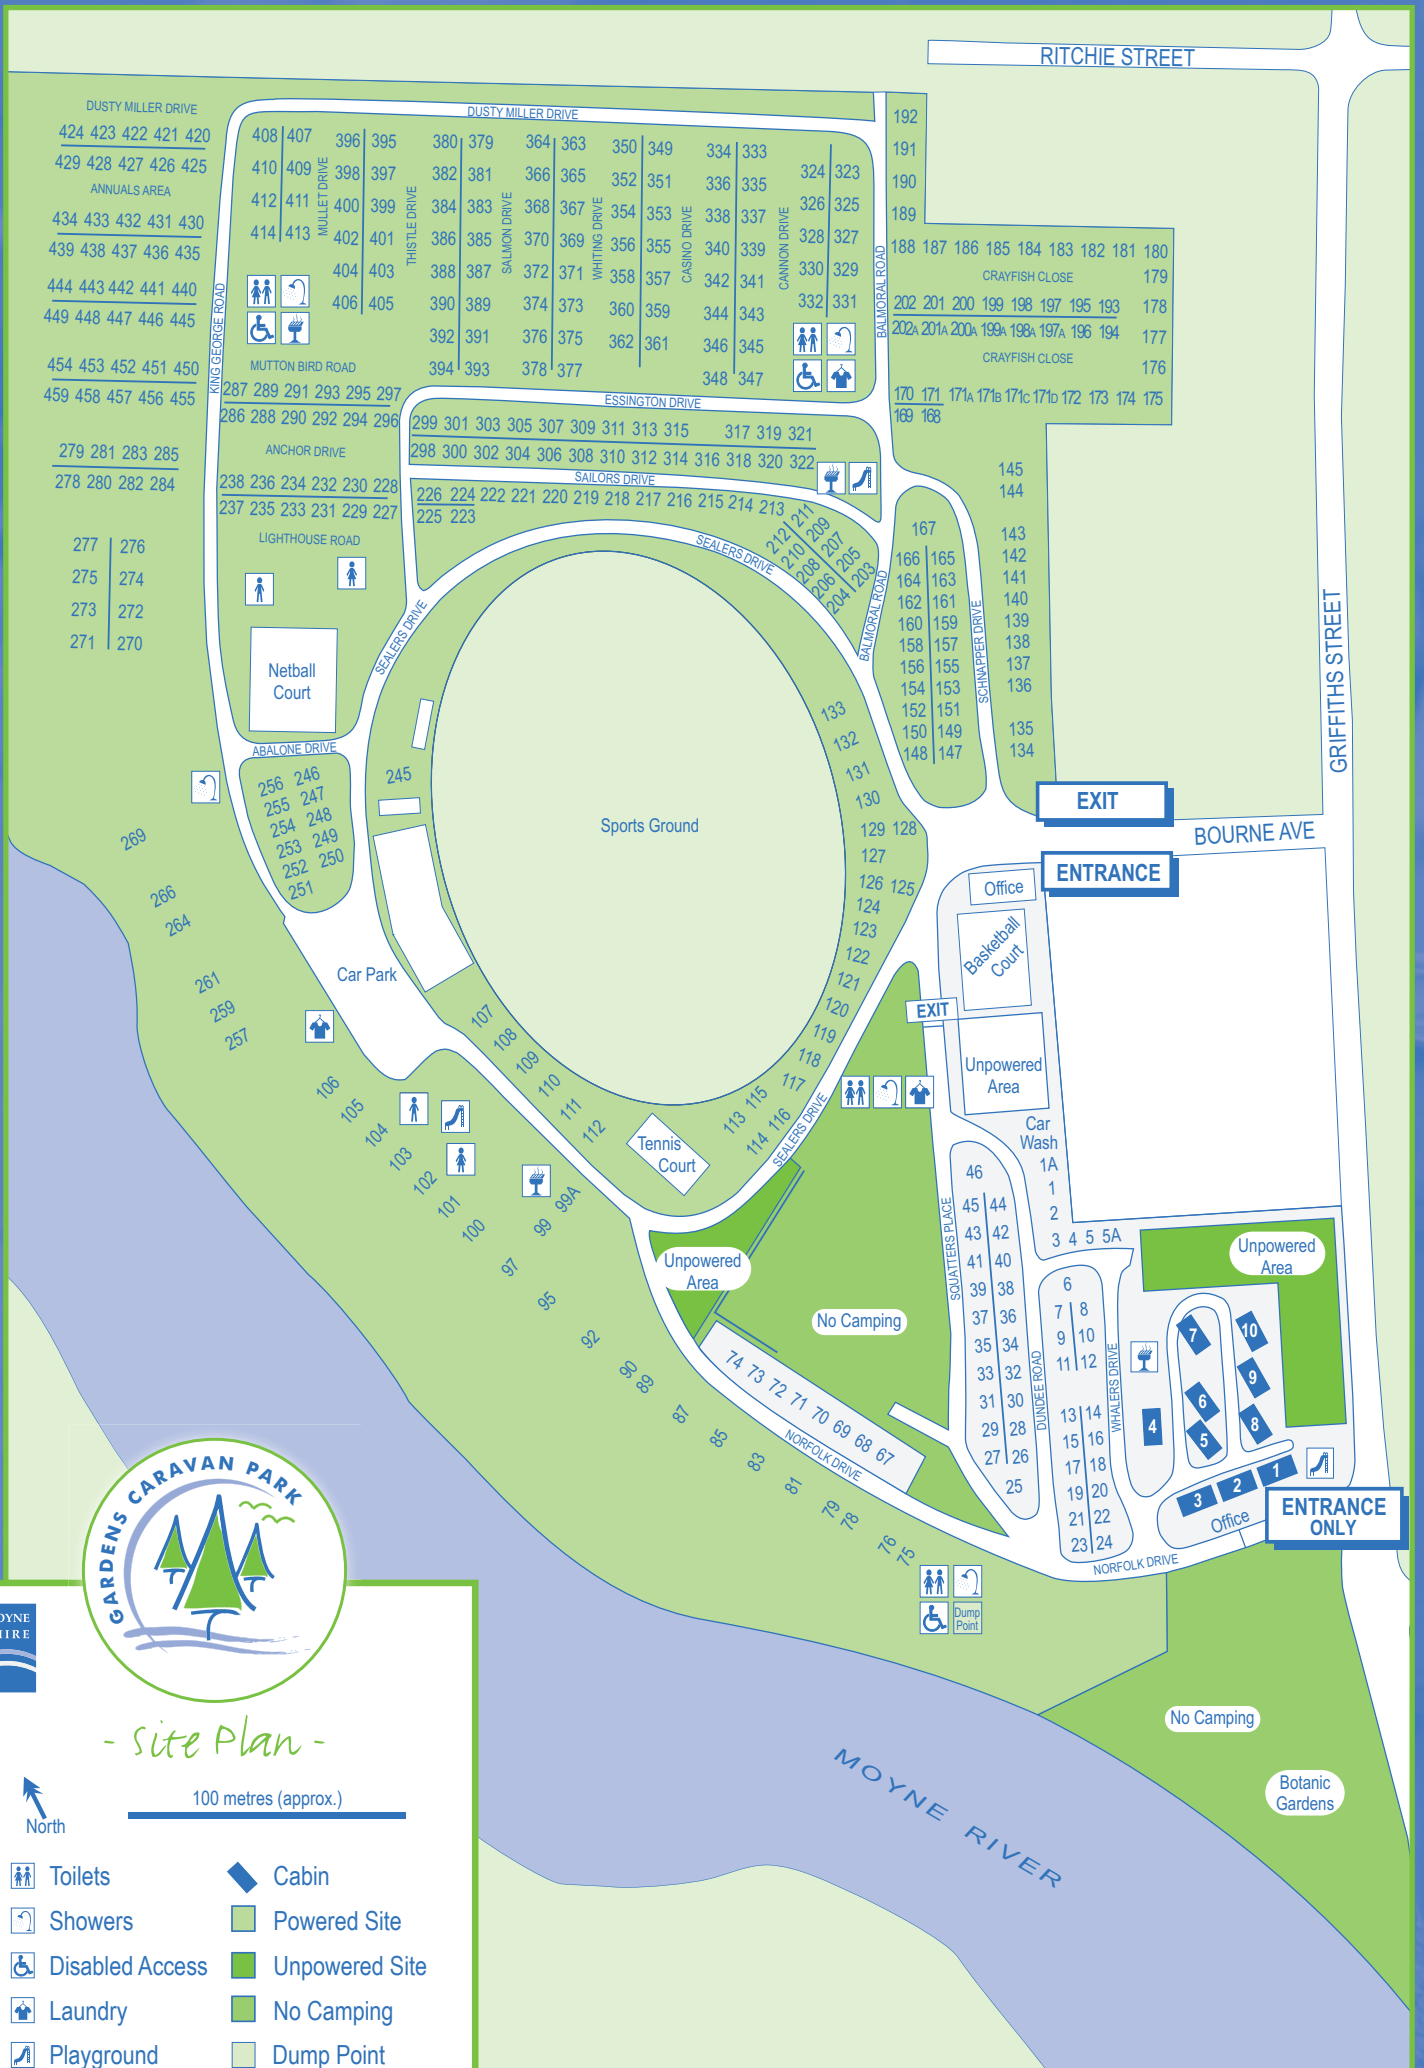 RITCHIE STREET
DUSTY MILLER DRIVE
424 423 422 421 420
429 428 427 426 425
ANNUALS AREA
434 433 432 431 430
439 438 437 436 435
444 443 442 441 440
449 448 447 446 445
454 453 452 451 450
459 458 457 456 455
279 281 283 285
278 280 282 284
277 276
275 274
273 272
271 270
KING GEORGE ROAD
DUSTY MILLER DRIVE
408 407
410 409
412 411
414 413
MULLET DRIVE
396 395
398 397
400 399
402 401
404 403
406 405
THISTLE DRIVE
380 379
382 381
384 383
386 385
388 387
390 389
392 391
394 393
SALMON DRIVE
364 363
366 365
368 367
370 369
372 371
374 373
376 375
378 377
WHITING DRIVE
350 349
352 351
354 353
356 355
358 357
360 359
362 361
CASINO DRIVE
334 333
336 335
338 337
340 339
342 341
344 343
346 345
348 347
CANNON DRIVE
324 323
326 325
328 327
330 329
332 331
BALMORAL ROAD
192
191
190
189
188 187 186 185 184 183 182 181 180
CRAYFISH CLOSE
179
202 201 200 199 198 197 195 193
178
202A 201A 200A 199A 198A 197A 196 194
177
CRAYFISH CLOSE
176
170 171 171A 171B 171C 171D 172 173 174 175
169 168
MUTTON BIRD ROAD
287 289 291 293 295 297
286 288 290 292 294 296
ANCHOR DRIVE
238 236 234 232 230 228
237 235 233 231 229 227
LIGHTHOUSE ROAD
ESSINGTON DRIVE
299 301 303 305 307 309 311 313 315 317 319 321
298 300 302 304 306 308 310 312 314 316 318 320 322
SAILORS DRIVE
226 224 222 221 220 219 218 217 216 215 214 213
225 223
212 211
210 209
208 207
206 205
204 203
SEALERS DRIVE
SEALERS DRIVE
BALMORAL ROAD
145
144
143
142
141
140
139
138
137
136
135
134
167
166 165
164 163
162 161
160 159
158 157
156 155
154 153
152 151
150 149
148 147
SCHNAPPER DRIVE
GRIFFITHS STREET
Netball
Court
ABALONE DRIVE
256 246
255 247
254 248
253 249
252 250
251
245
Sports Ground
133
132
131
130
129 128
127
126 125
124
123
122
121
120
119
118
117
115
116
113
114
EXIT
BOURNE AVE
ENTRANCE
Office
Basketball
Court
EXIT
Unpowered
Area
Car
Wash
1A
1
2
3 4 5 5A
269
266
264
261
259
257
Car Park
107
108
109
110
111
112
Tennis
Court
SEALERS DRIVE
106
105
104
103
102
101
100
99A
99
97
95
92
90
89
87
85
83
81
79
78
76
75
Unpowered
Area
No Camping
74 73 72 71 70 69 68 67
NORFOLK DRIVE
SQUATTERS PLACE
46
45 44
43 42
41 40
39 38
37 36
35 34
33 32
31 30
29 28
27 26
25
DUNDEE ROAD
6
7 8
9 10
11 12
13 14
15 16
17 18
19 20
21 22
23 24
WHALERS DRIVE
Unpowered
Area
7
10
9
6
8
4
5
1
2
3
Office
ENTRANCE
ONLY
NORFOLK DRIVE
Dump
Point
No Camping
Botanic
Gardens
MOYNE RIVER
GARDENS CARAVAN PARK
- Site Plan -
100 metres (approx.)
North
Toilets
Showers
Disabled Access
Laundry
Playground
Cabin
Powered Site
Unpowered Site
No Camping
Dump Point